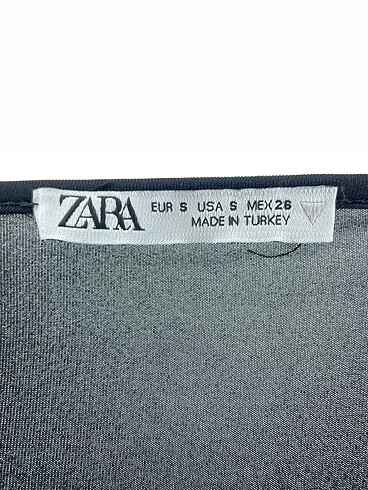 ZARA
EUR S USA S MEX 26
MADE IN TURKEY